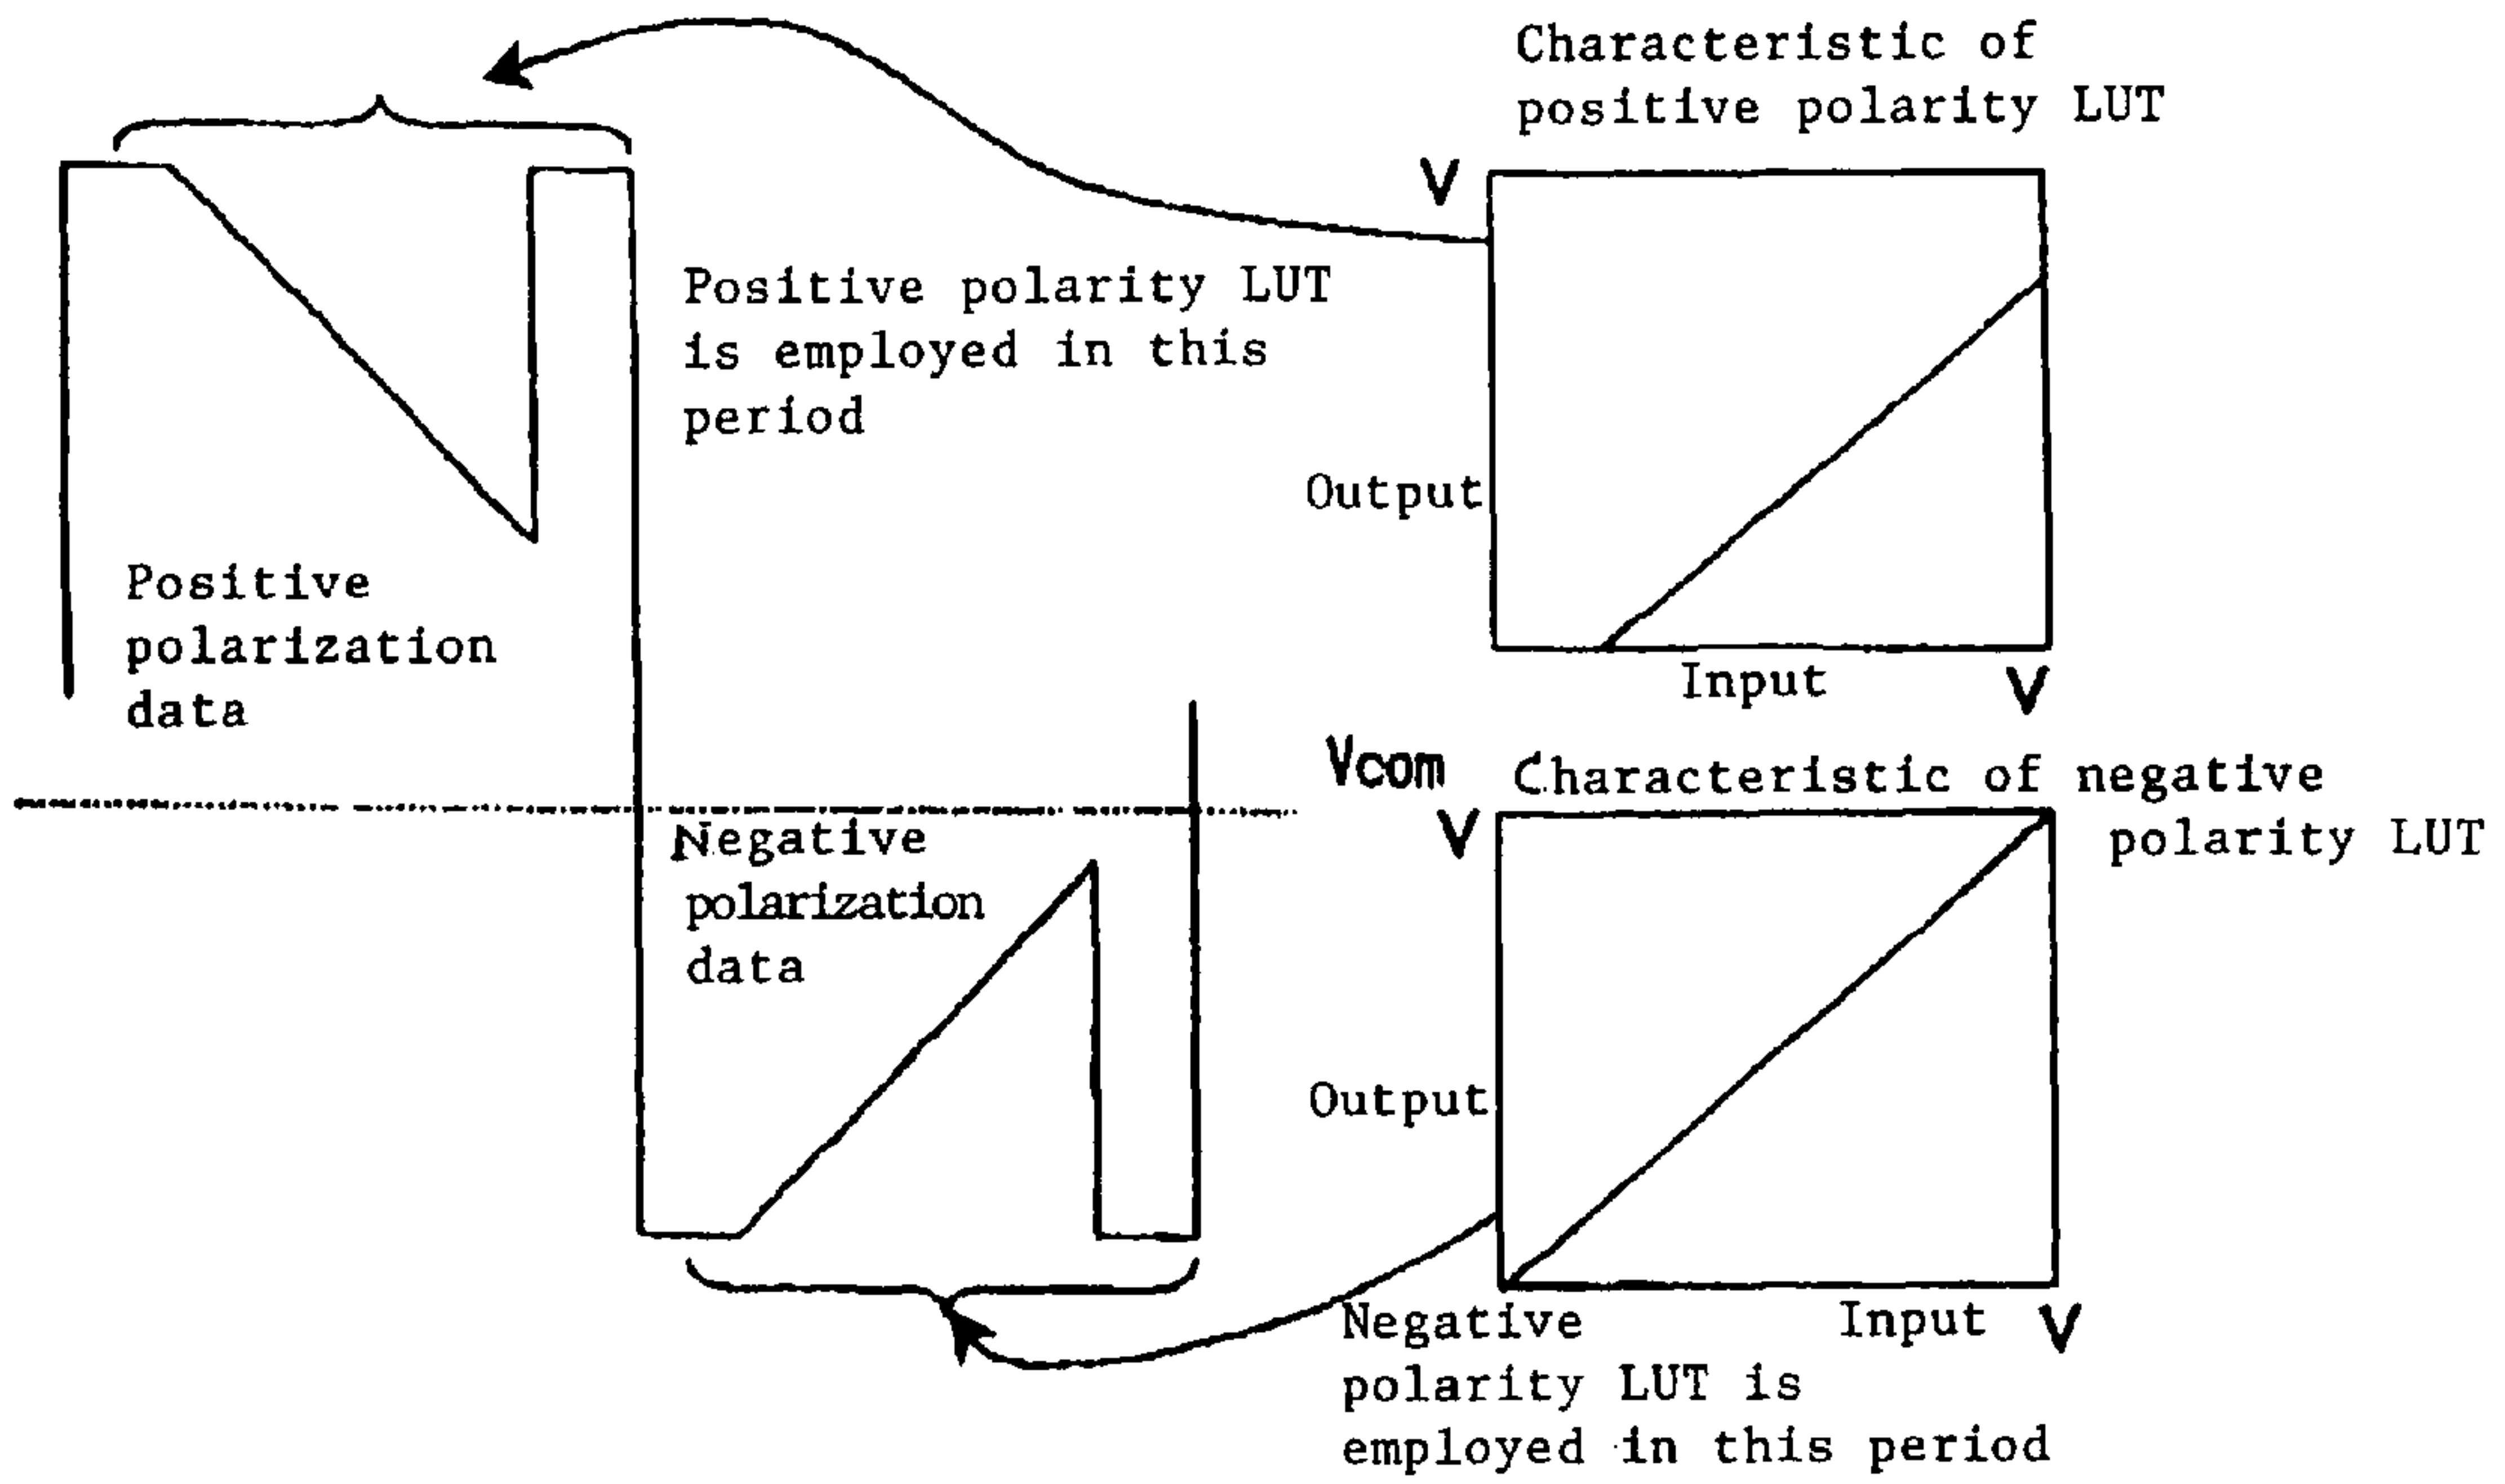 Characteristic of
positive polarity LUT
V
Positive polarity LUT
is employed in this
period
Output
Input
V
Positive
polarization
data
Vcom
Characteristic of negative
polarity LUT
V
Negative
polarization
data
Output
Input
V
Negative
polarity LUT is
employed in this period